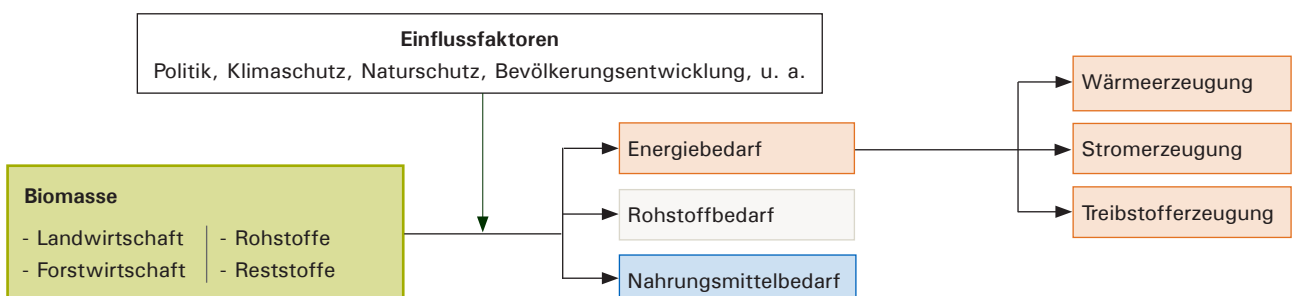 Einflussfaktoren
Politik, Klimaschutz, Naturschutz, Bevölkerungsentwicklung, u. a.
Biomasse
- Landwirtschaft
- Forstwirtschaft
- Rohstoffe
- Reststoffe
Energiebedarf
Rohstoffbedarf
Nahrungsmittelbedarf
Wärmeerzeugung
Stromerzeugung
Treibstofferzeugung